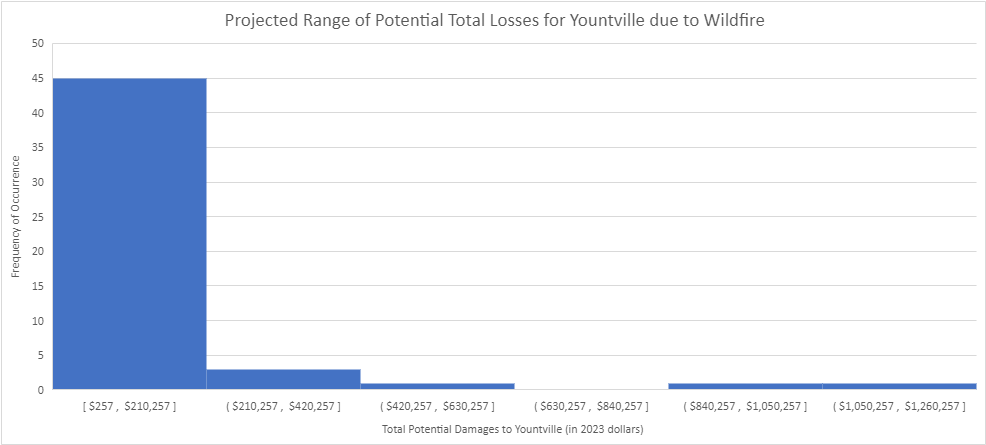 Projected Range of Potential Total Losses for Yountville due to Wildfire
50
45
40
35
30
25
20
15
10
5
0
Frequency of Occurrence
[ $257 , $210,257 ] ( $210,257 , $420,257 ] ( $420,257 , $630,257 ] ( $630,257 , $840,257 ] ( $840,257 , $1,050,257 ] ( $1,050,257 , $1,260,257 ]
Total Potential Damages to Yountville (in 2023 dollars)